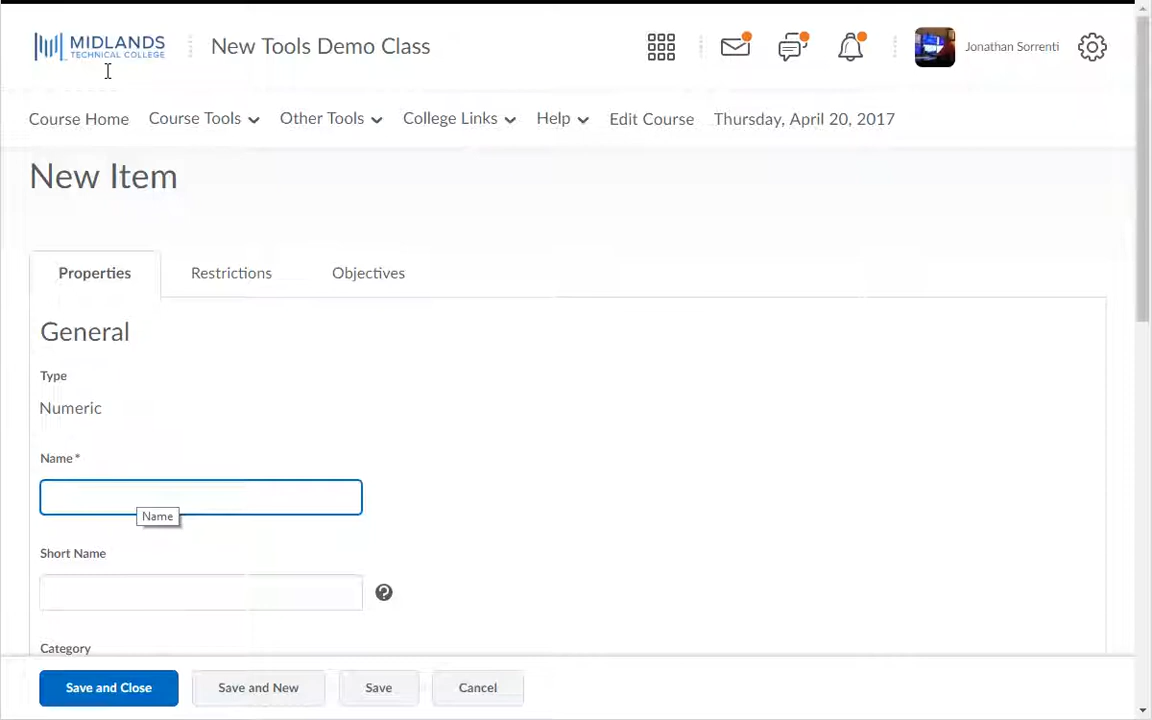 MIDLANDS
TECHNICAL COLLEGE
New Tools Demo Class
Jonathan Sorrenti
Course Home
Course Tools
Other Tools
College Links
Help
Edit Course
Thursday, April 20, 2017
New Item
Properties
Restrictions
Objectives
General
Type
Numeric
Name*
Name
Short Name
?
Category
Save and Close
Save and New
Save
Cancel